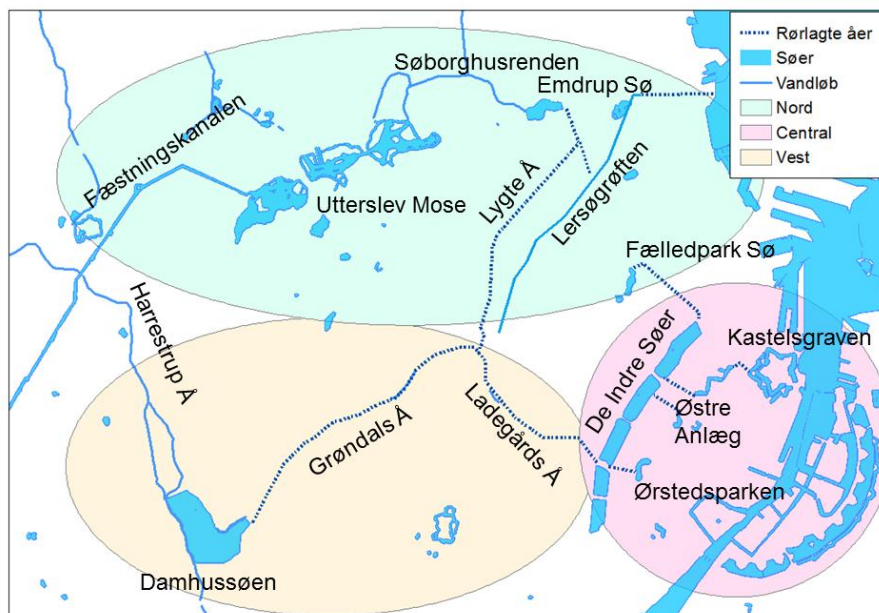 Søborghusrenden
Emdrup Sø
Fæstningskanalen
Utterslev Mose
Lygte Å
Lersøgrøften
Fælledpark Sø
Harrestrup Å
De Indre Søer
Kastelsgraven
Østre
Anlæg
Ladegårds Å
Grøndals Å
Ørstedsparken
Damhussøen
Rørlagte åer
Søer
Vandløb
Nord
Central
Vest